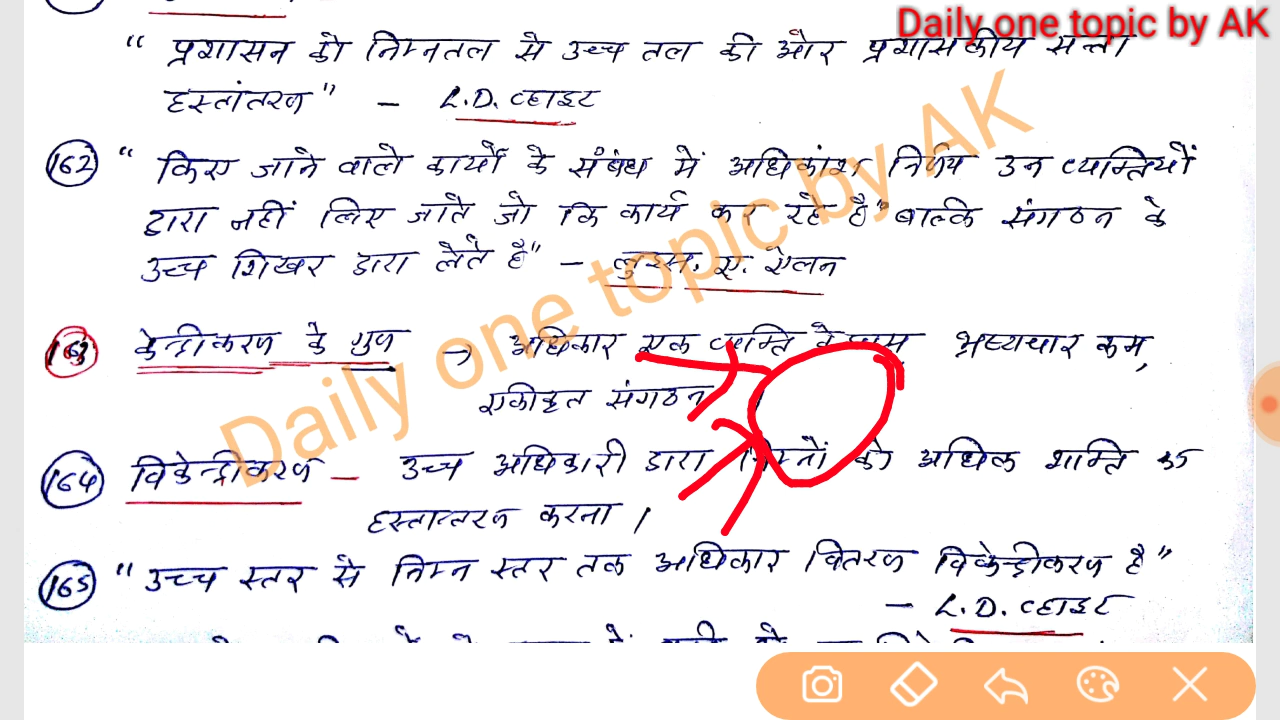 Daily one topic by AK
“ प्रशासन को निम्नतल से उच्च तल की ओर प्रशासकीय सत्ता
हस्तांतरण” – L.D. व्हाइट
162 “ किए जाने वाले कार्यों के संबंध में अधिकांश निर्णय उन व्यक्तियों
द्वारा नहीं लिए जाते जो कि कार्य कर रहे है" बल्कि संगठन के
उच्च शिखर द्वारा लेते है” – लुइस. ए. ऐलन
163 केन्द्रीकरण के गुण → अधिकार एक व्यक्ति के भ्रष्टाचार कम,
एकीकृत संगठन
164 विकेन्द्रीकरण – उच्च अधिकारी द्वारा को अधिक शक्ति का
हस्तान्तरण करना।
165 “ उच्च स्तर से निम्न स्तर तक अधिकार वितरण विकेन्द्रीकरण है”
– L.D. व्हाइट
Daily one topic by AK